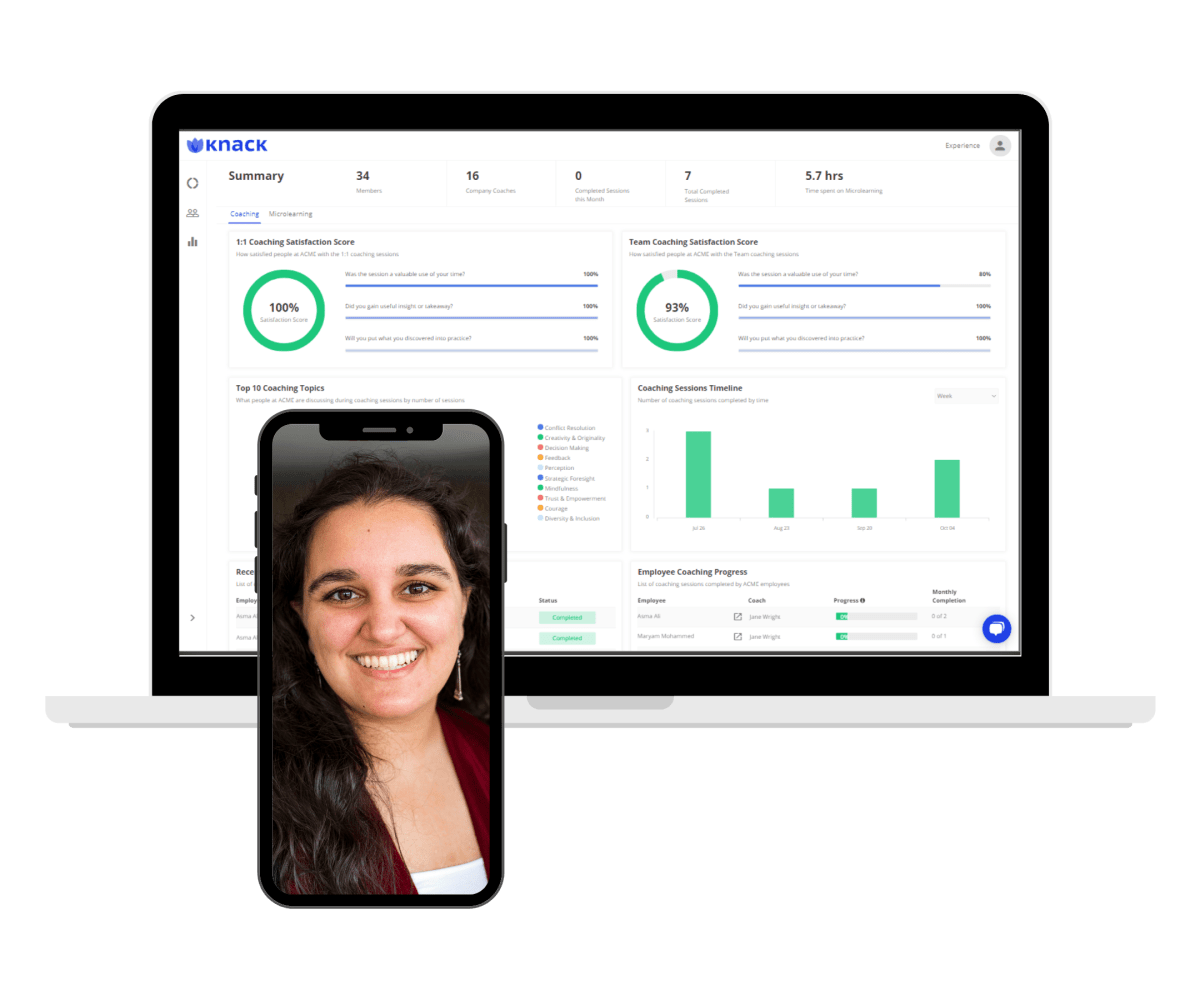 knack
Experience
Summary
34
Members
16
Company Coaches
0
Completed Sessions
this Month
7
Total Completed
Sessions
5.7 hrs
Time spent on Microlearning
Coaching Microlearning
1:1 Coaching Satisfaction Score
How satisfied people at ACME with the 1:1 coaching sessions
100%
Satisfaction Score
Was the session a valuable use of your time? 100%
Did you gain useful insight or takeaway? 100%
Will you put what you discovered into practice? 100%
Team Coaching Satisfaction Score
How satisfied people at ACME with the Team coaching sessions
93%
Satisfaction Score
Was the session a valuable use of your time? 80%
Did you gain useful insight or takeaway? 100%
Will you put what you discovered into practice? 100%
Top 10 Coaching Topics
What people at ACME are discussing during coaching sessions by number of sessions
Conflict Resolution
Creativity & Originality
Decision Making
Feedback
Perception
Strategic Foresight
Mindfulness
Trust & Empowerment
Courage
Diversity & Inclusion
Coaching Sessions Timeline
Number of coaching sessions completed by time
Week
3
2
1
0
Jul 26 Aug 23 Sep 20 Oct 04
Rece
List of
Employ Status
Asma A Completed
Asma A Completed
Employee Coaching Progress
List of coaching sessions completed by ACME employees
Employee Coach Progress Monthly Completion
Asma Ali Jane Wright 0% 0 of 2
Maryam Mohammed Jane Wright 0% 0 of 1